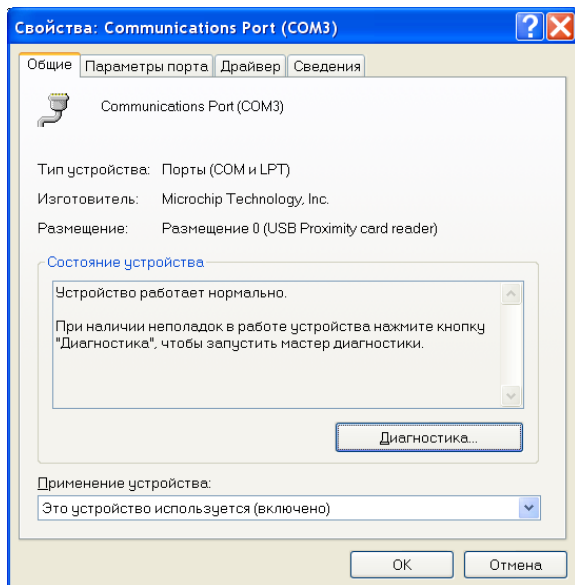 Свойства: Communications Port (COM3)
Общие Параметры порта Драйвер Сведения
Communications Port (COM3)
Тип устройства: Порты (COM и LPT)
Изготовитель: Microchip Technology, Inc.
Размещение: Размещение 0 (USB Proximity card reader)
Состояние устройства
Устройство работает нормально.
При наличии неполадок в работе устройства нажмите кнопку
"Диагностика", чтобы запустить мастер диагностики.
Диагностика...
Применение устройства:
Это устройство используется (включено)
OK Отмена